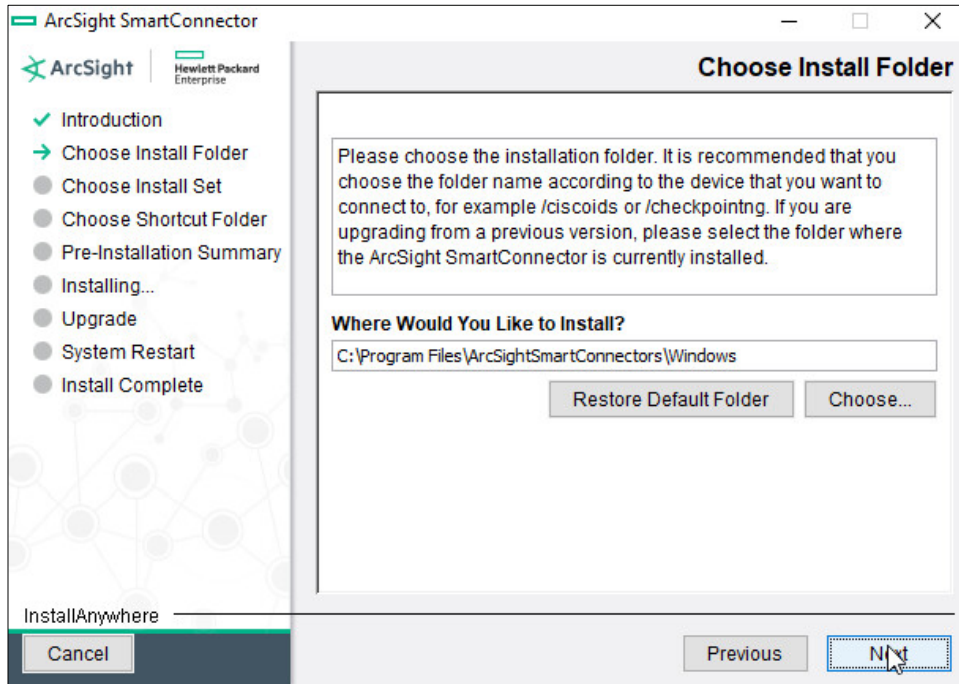 ArcSight SmartConnector
ArcSight
Hewlett Packard
Enterprise
Choose Install Folder
Introduction
Choose Install Folder
Choose Install Set
Choose Shortcut Folder
Pre-Installation Summary
Installing...
Upgrade
System Restart
Install Complete
Please choose the installation folder. It is recommended that you
choose the folder name according to the device that you want to
connect to, for example /ciscoids or /checkpointng. If you are
upgrading from a previous version, please select the folder where
the ArcSight SmartConnector is currently installed.
Where Would You Like to Install?
C:\Program Files\ArcSightSmartConnectors\Windows
Restore Default Folder
Choose...
InstallAnywhere
Cancel
Previous
Next